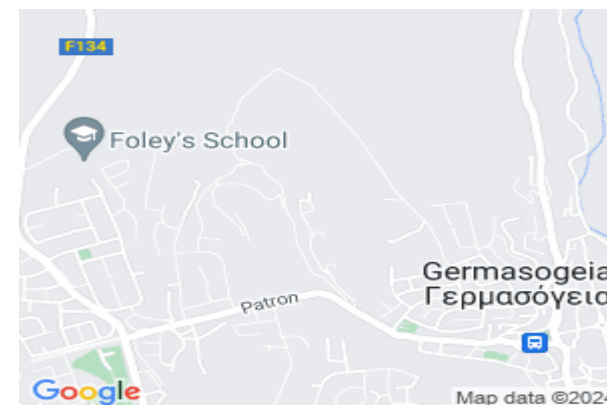 F134
Foley's School
Germasogeia
Γερμασόγεια
Patron
Google
Map data ©2024